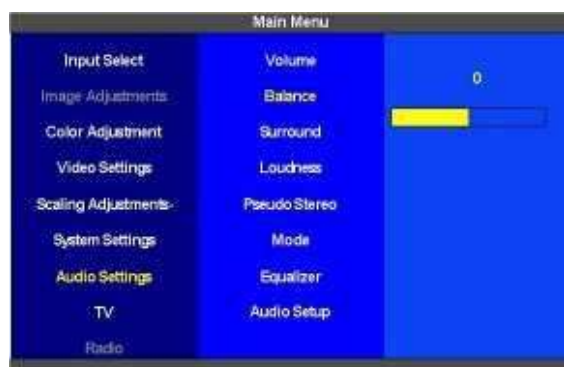 Main Menu
Input Select
Image Adjustments
Color Adjustment
Video Settings
Scaling Adjustments
System Settings
Audio Settings
TV
Radio
Volume
Balance
Surround
Loudness
Pseudo Stereo
Mode
Equalizer
Audio Setup
0